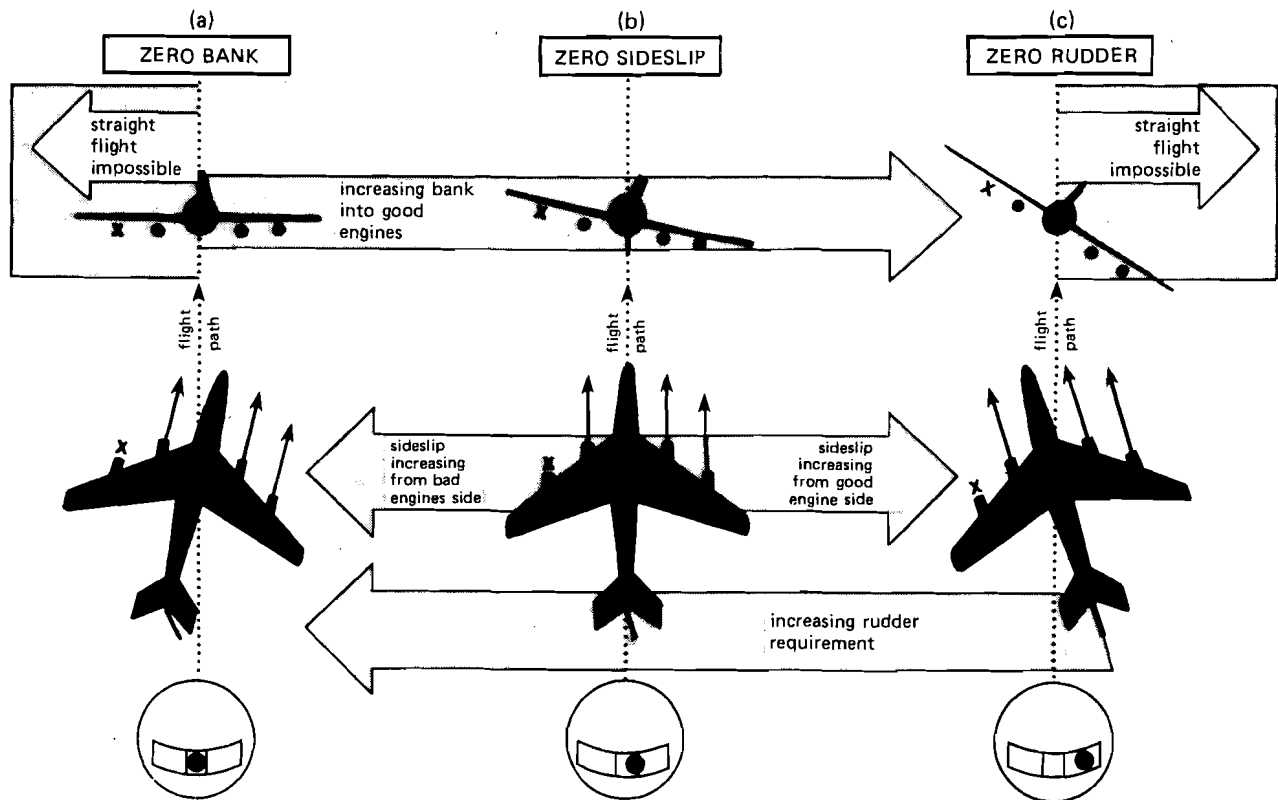 (a)
ZERO BANK
(b)
ZERO SIDESLIP
(c)
ZERO RUDDER
straight
flight
impossible
increasing bank
into good
engines
straight
flight
impossible
x
x
x
flight path
flight path
flight path
x
sideslip
increasing
from bad
engines side
x
sideslip
increasing
from good
engine side
x
increasing rudder
requirement